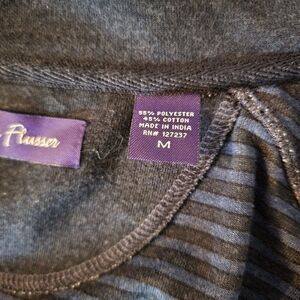 Flusser
55% POLYESTER
45% COTTON
MADE IN INDIA
RN# 127237
M